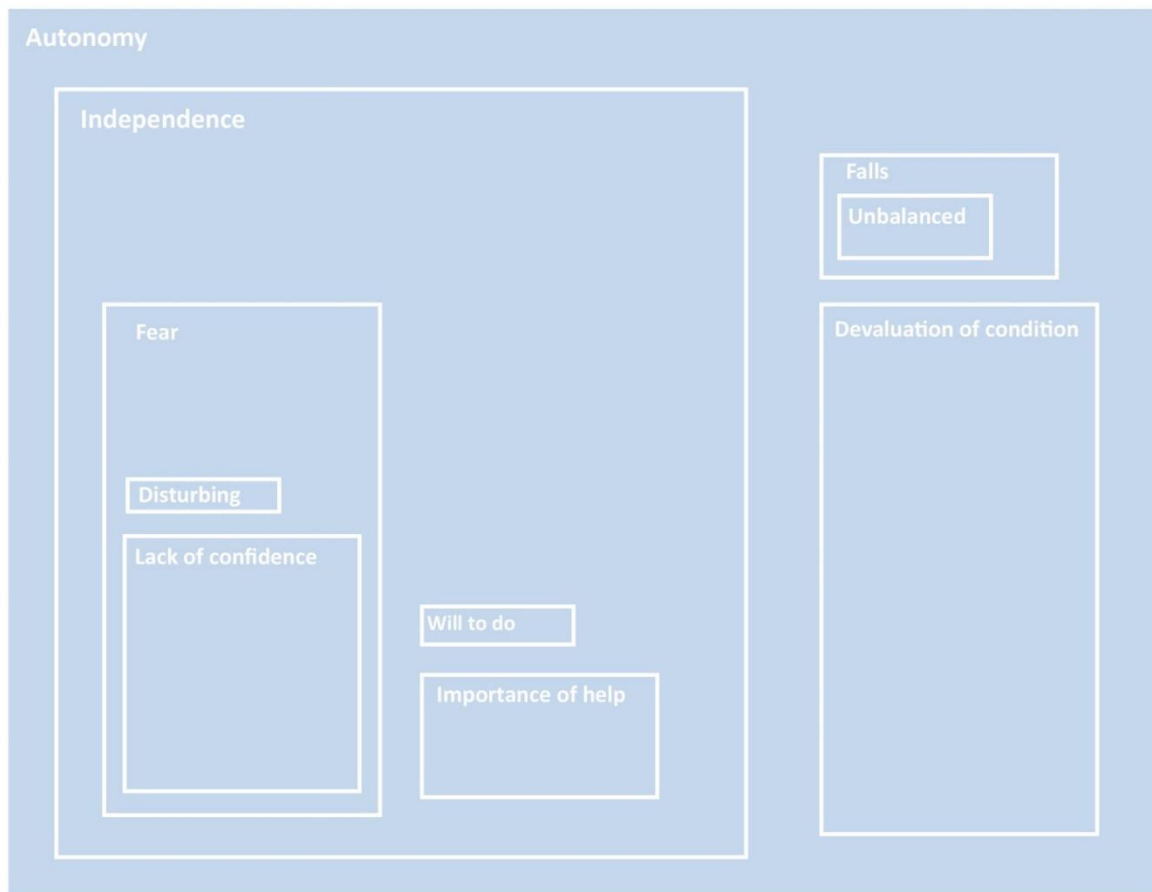 Autonomy
Independence
Falls
Unbalanced
Fear
Devaluation of condition
Disturbing
Lack of confidence
Will to do
Importance of help